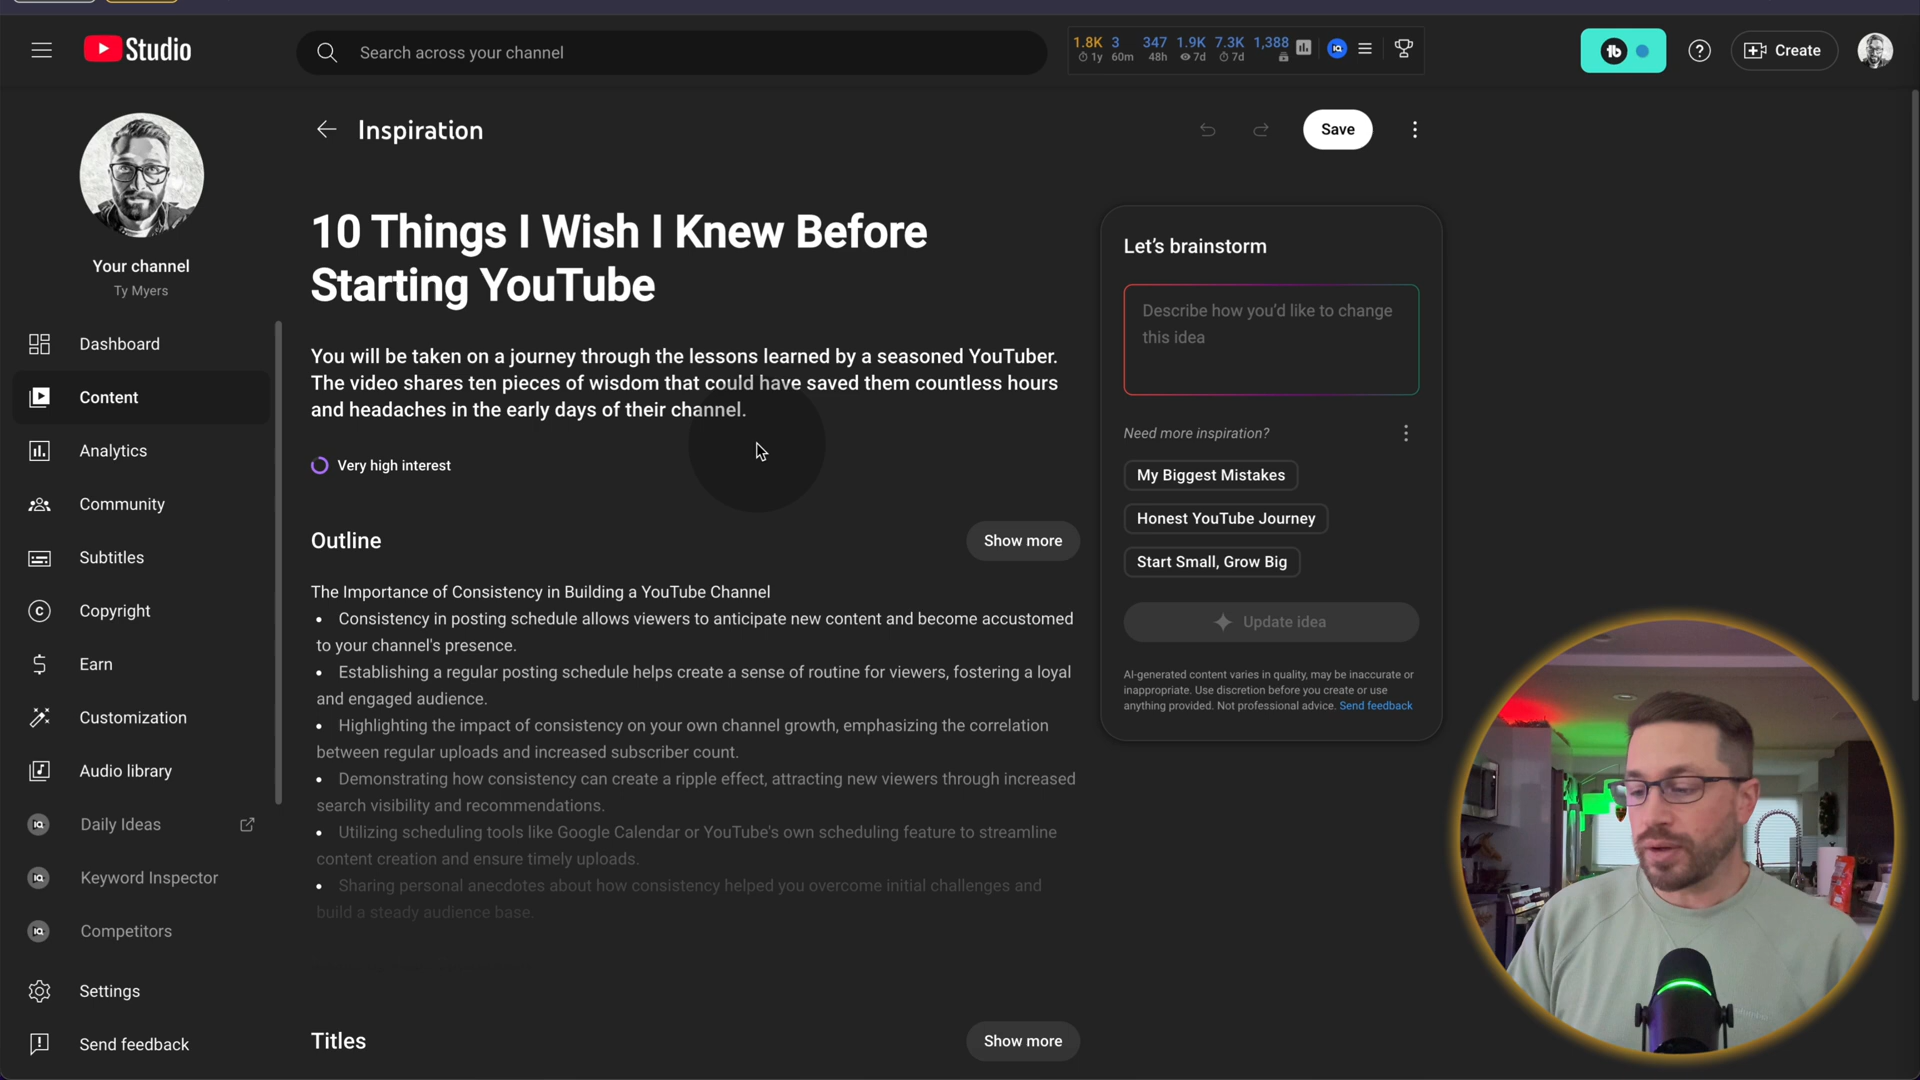 Studio
Search across your channel
1.8K 3 347 1.9K 7.3K 1,388
1y 60m 48h 7d 7d
Create
Inspiration
Save
10 Things I Wish I Knew Before
Starting YouTube
You will be taken on a journey through the lessons learned by a seasoned YouTuber.
The video shares ten pieces of wisdom that could have saved them countless hours
and headaches in the early days of their channel.
Very high interest
Outline
Show more
The Importance of Consistency in Building a YouTube Channel
• Consistency in posting schedule allows viewers to anticipate new content and become accustomed
to your channel's presence.
• Establishing a regular posting schedule helps create a sense of routine for viewers, fostering a loyal
and engaged audience.
• Highlighting the impact of consistency on your own channel growth, emphasizing the correlation
between regular uploads and increased subscriber count.
• Demonstrating how consistency can create a ripple effect, attracting new viewers through increased
search visibility and recommendations.
• Utilizing scheduling tools like Google Calendar or YouTube's own scheduling feature to streamline
content creation and ensure timely uploads.
• Sharing personal anecdotes about how consistency helped you overcome initial challenges and
build a steady audience base.
Titles
Show more
Let's brainstorm
Describe how you'd like to change
this idea
Need more inspiration?
My Biggest Mistakes
Honest YouTube Journey
Start Small, Grow Big
Update idea
AI-generated content varies in quality, may be inaccurate or
inappropriate. Use discretion before you create or use
anything provided. Not professional advice. Send feedback
Your channel
Ty Myers
Dashboard
Content
Analytics
Community
Subtitles
Copyright
Earn
Customization
Audio library
Daily Ideas
Keyword Inspector
Competitors
Settings
Send feedback